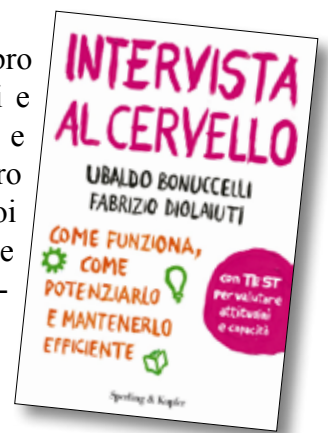 INTERVISTA
AL CERVELLO
UBALDO BONUCCELLI
FABRIZIO DIOLAIUTI
COME FUNZIONA,
COME
POTENZIARLO
E MANTENERLO
EFFICIENTE
con TEST
per valutare
attitudini
e capacità
Sperling & Kupfer